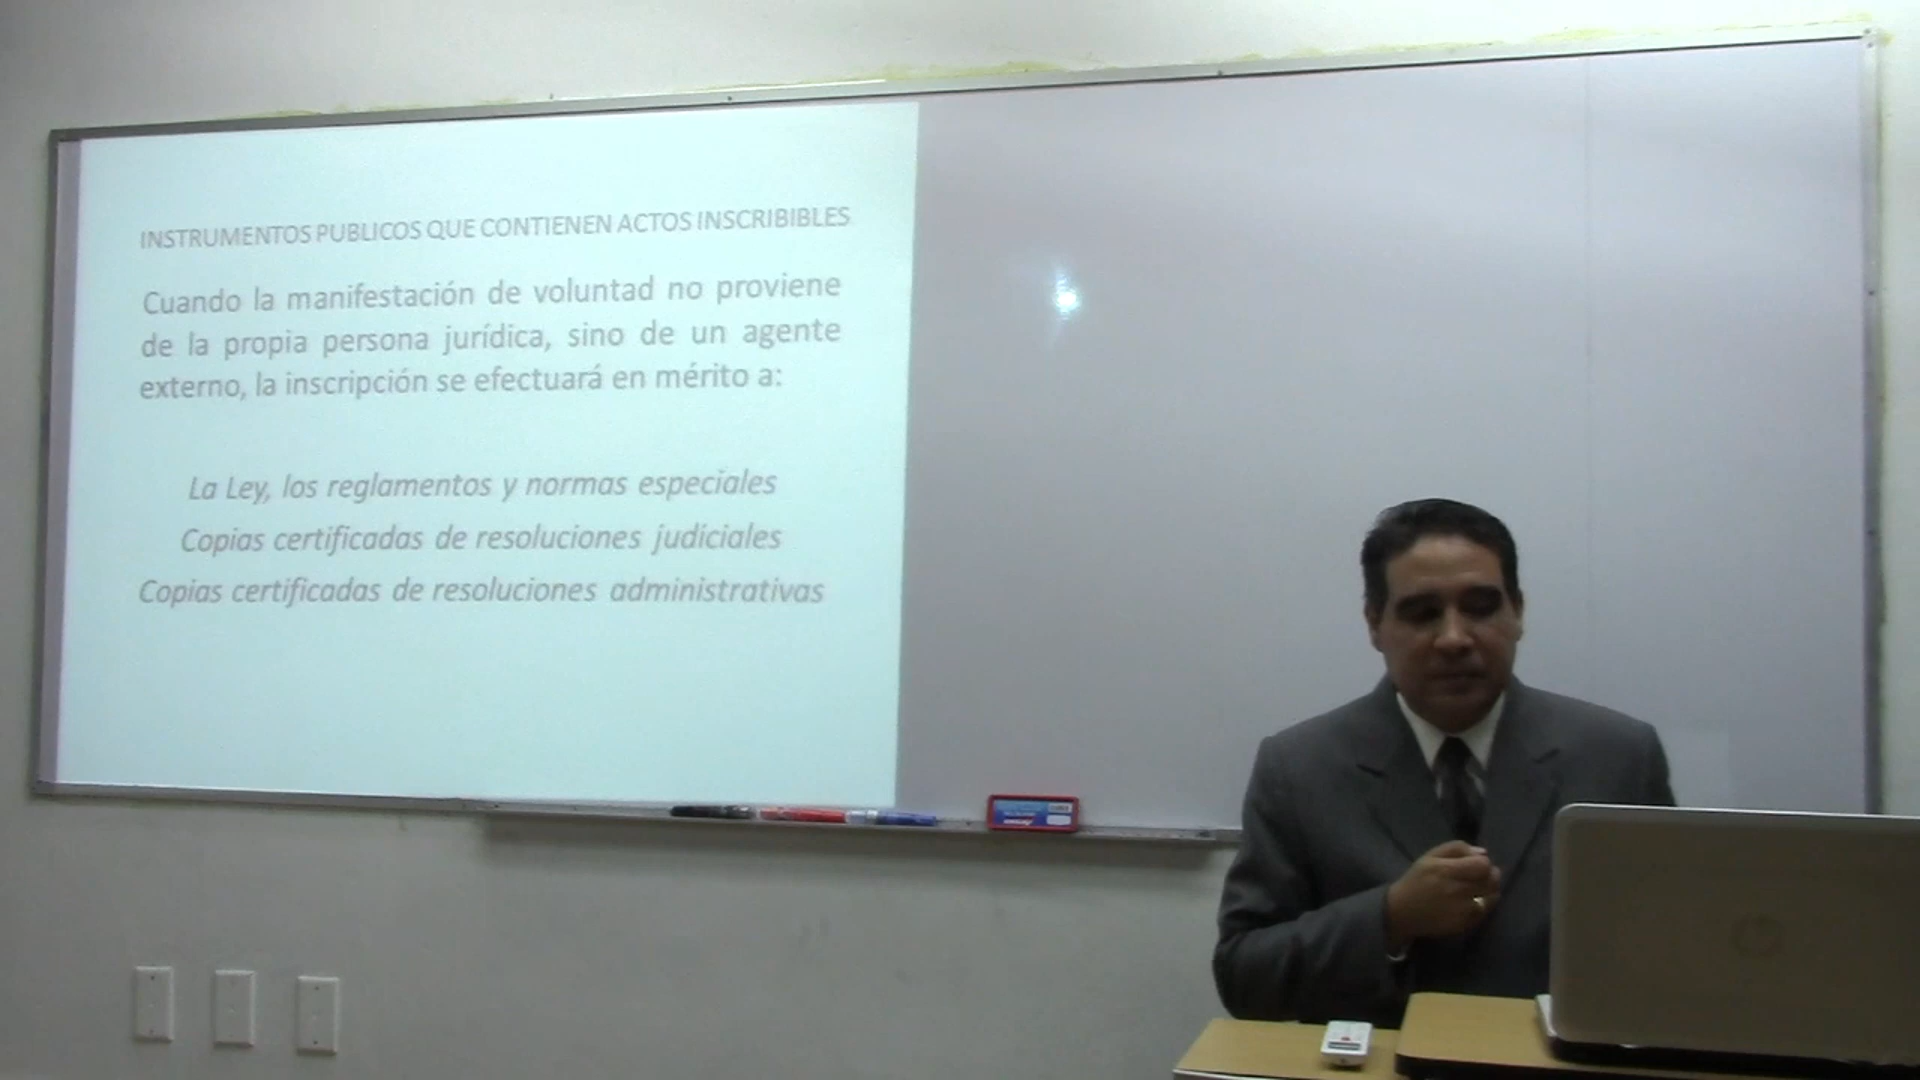 INSTRUMENTOS PUBLICOS QUE CONTIENEN ACTOS INSCRIBIBLES
Cuando la manifestación de voluntad no proviene
de la propia persona jurídica, sino de un agente
externo, la inscripción se efectuará en mérito a:
La Ley, los reglamentos y normas especiales
Copias certificadas de resoluciones judiciales
Copias certificadas de resoluciones administrativas